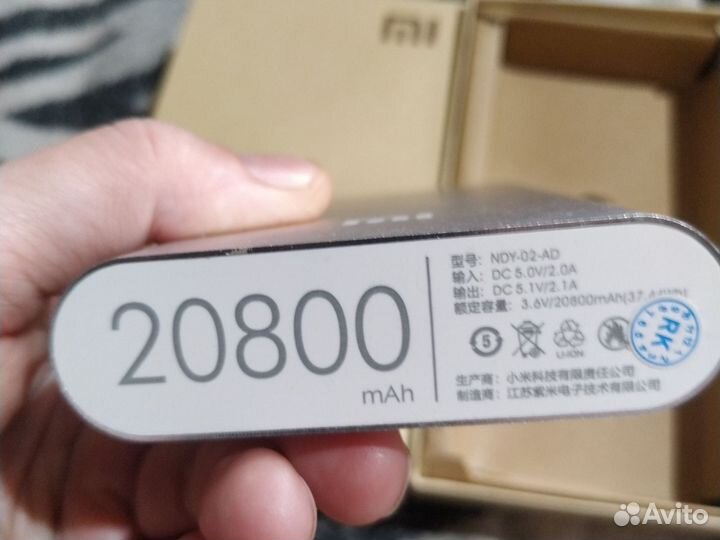 mi
20800
mAh
型号: NDY-02-AD
输入: DC 5.0V/2.0A
输出: DC 5.1V/2.1A
额定容量: 3.6V/20800mAh
5
LI-ION
RK
生产商: 小米科技有限责任公司
制造商: 江苏紫米电子技术有限公司
Avito